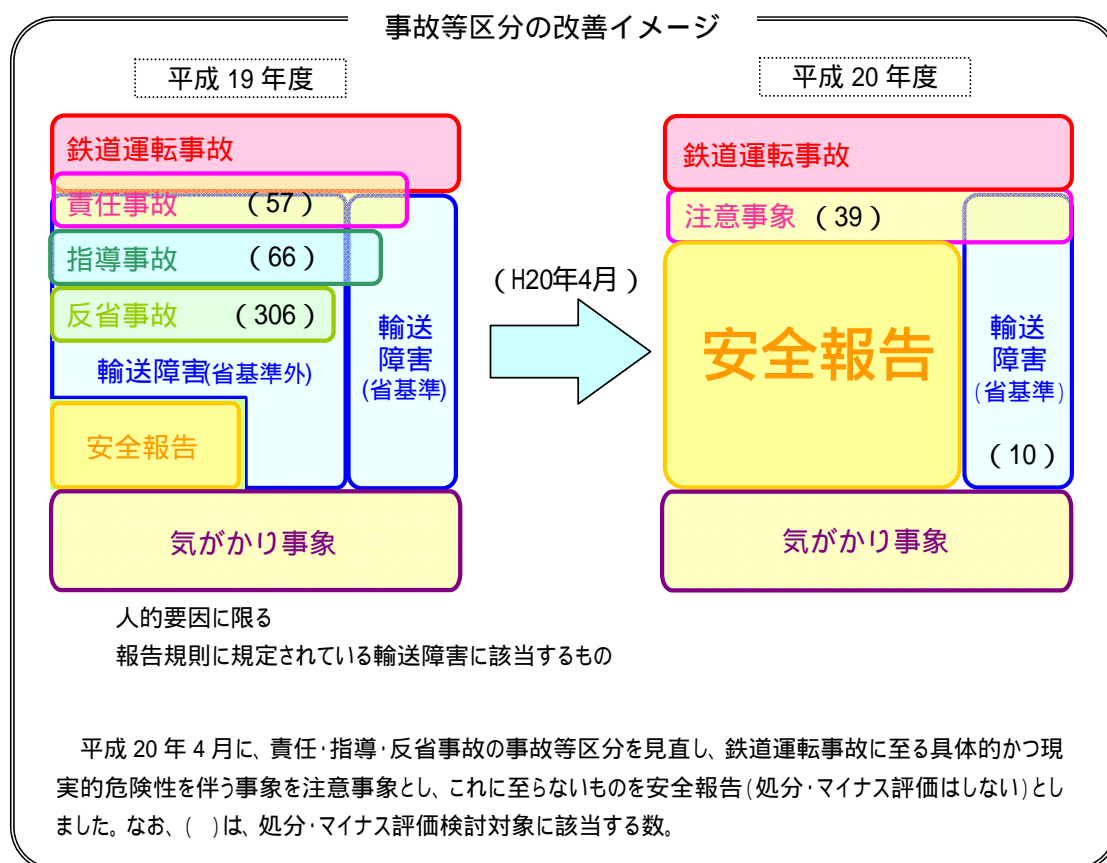 事故等区分の改善イメージ
平成 19 年度
平成 20 年度
鉄道運転事故
責任事故 (57)
指導事故 (66)
反省事故 (306)
輸送障害(省基準外)
輸送
障害
(省基準)
安全報告
気がかり事象
(H20年4月)
鉄道運転事故
注意事象 (39)
安全報告
輸送
障害
(省基準)
(10)
気がかり事象
人的要因に限る
報告規則に規定されている輸送障害に該当するもの
平成 20 年 4 月に、責任・指導・反省事故の事故等区分を見直し、鉄道運転事故に至る具体的かつ現
実的危険性を伴う事象を注意事象とし、これに至らないものを安全報告(処分・マイナス評価はしない)とし
ました。なお、( )は、処分・マイナス評価検討対象に該当する数。